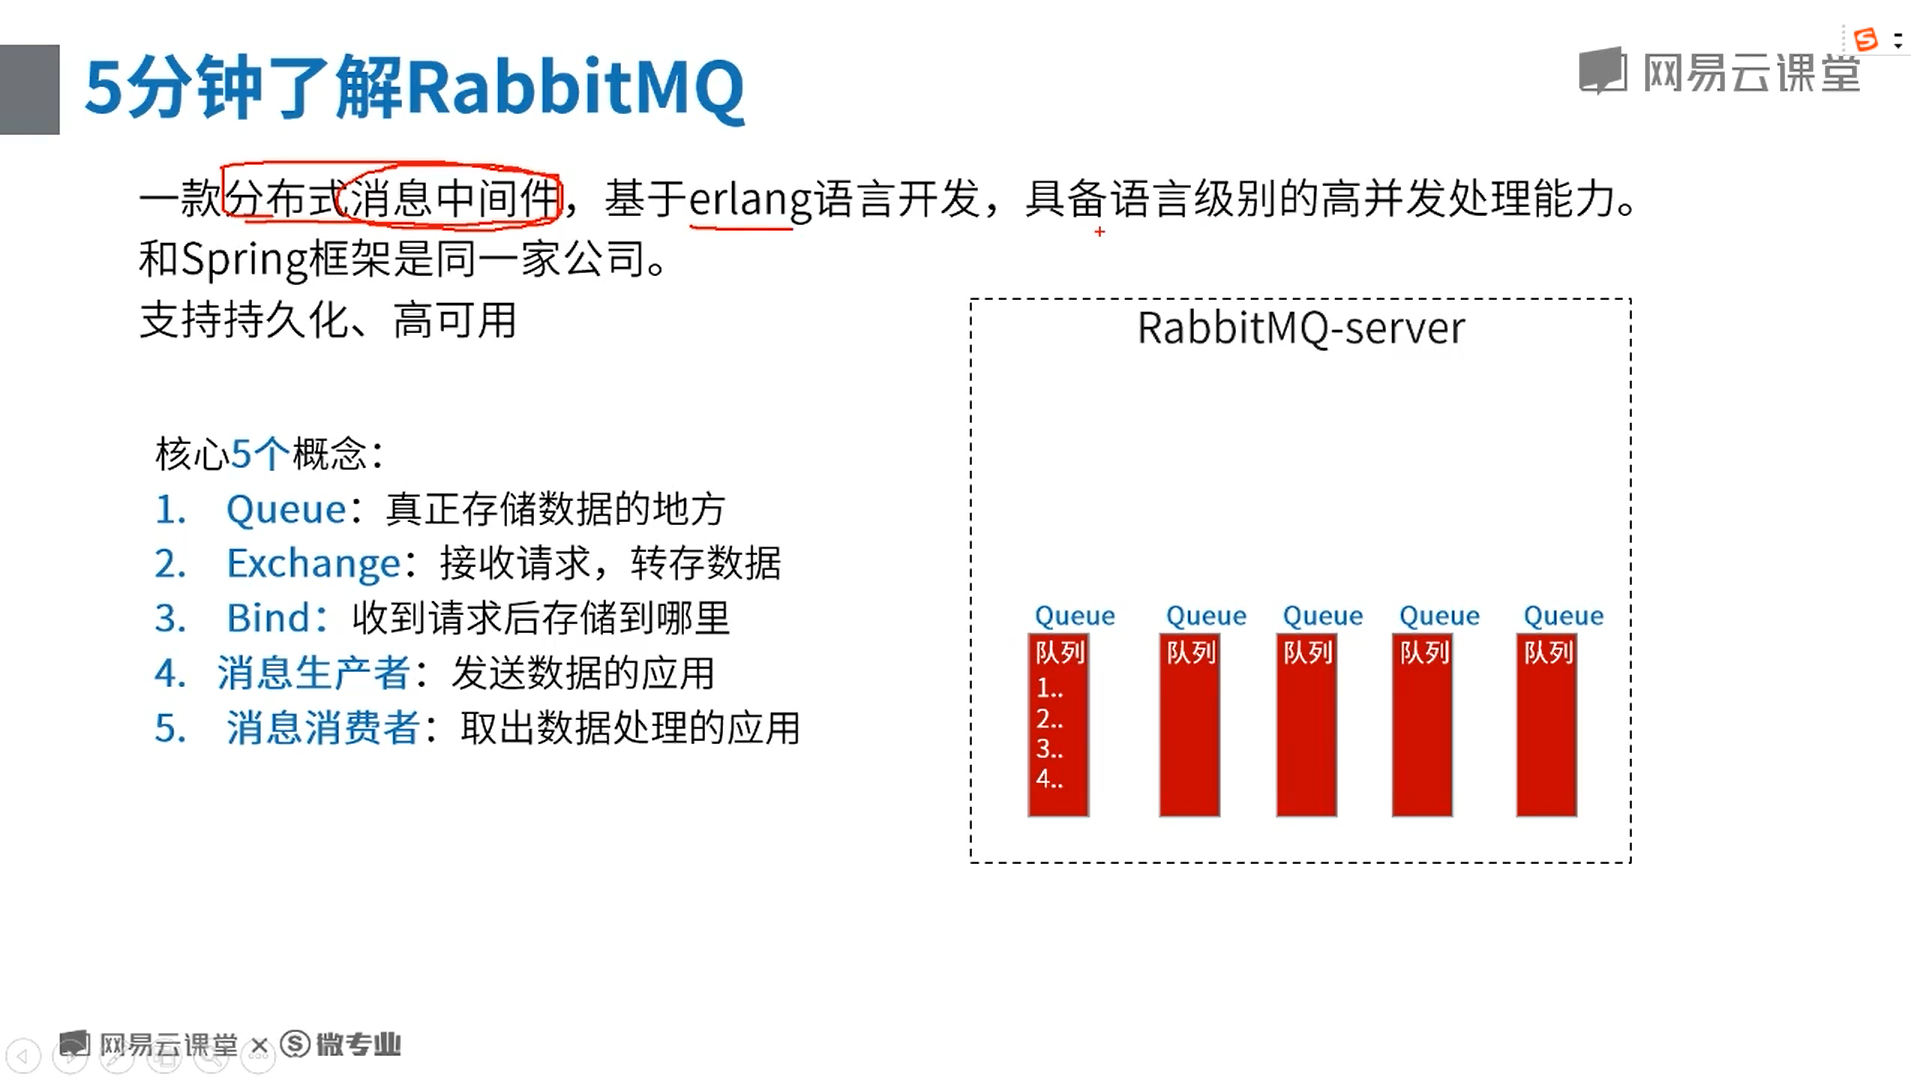 5分钟了解RabbitMQ
网易云课堂
一款分布式消息中间件，基于erlang语言开发，具备语言级别的高并发处理能力。
和Spring框架是同一家公司。
支持持久化、高可用
RabbitMQ-server
核心5个概念：
1. Queue：真正存储数据的地方
2. Exchange：接收请求，转存数据
3. Bind：收到请求后存储到哪里
4. 消息生产者：发送数据的应用
5. 消息消费者：取出数据处理的应用
Queue Queue Queue Queue Queue
队列 队列 队列 队列 队列
1..
2..
3..
4..
网易云课堂 × 微专业